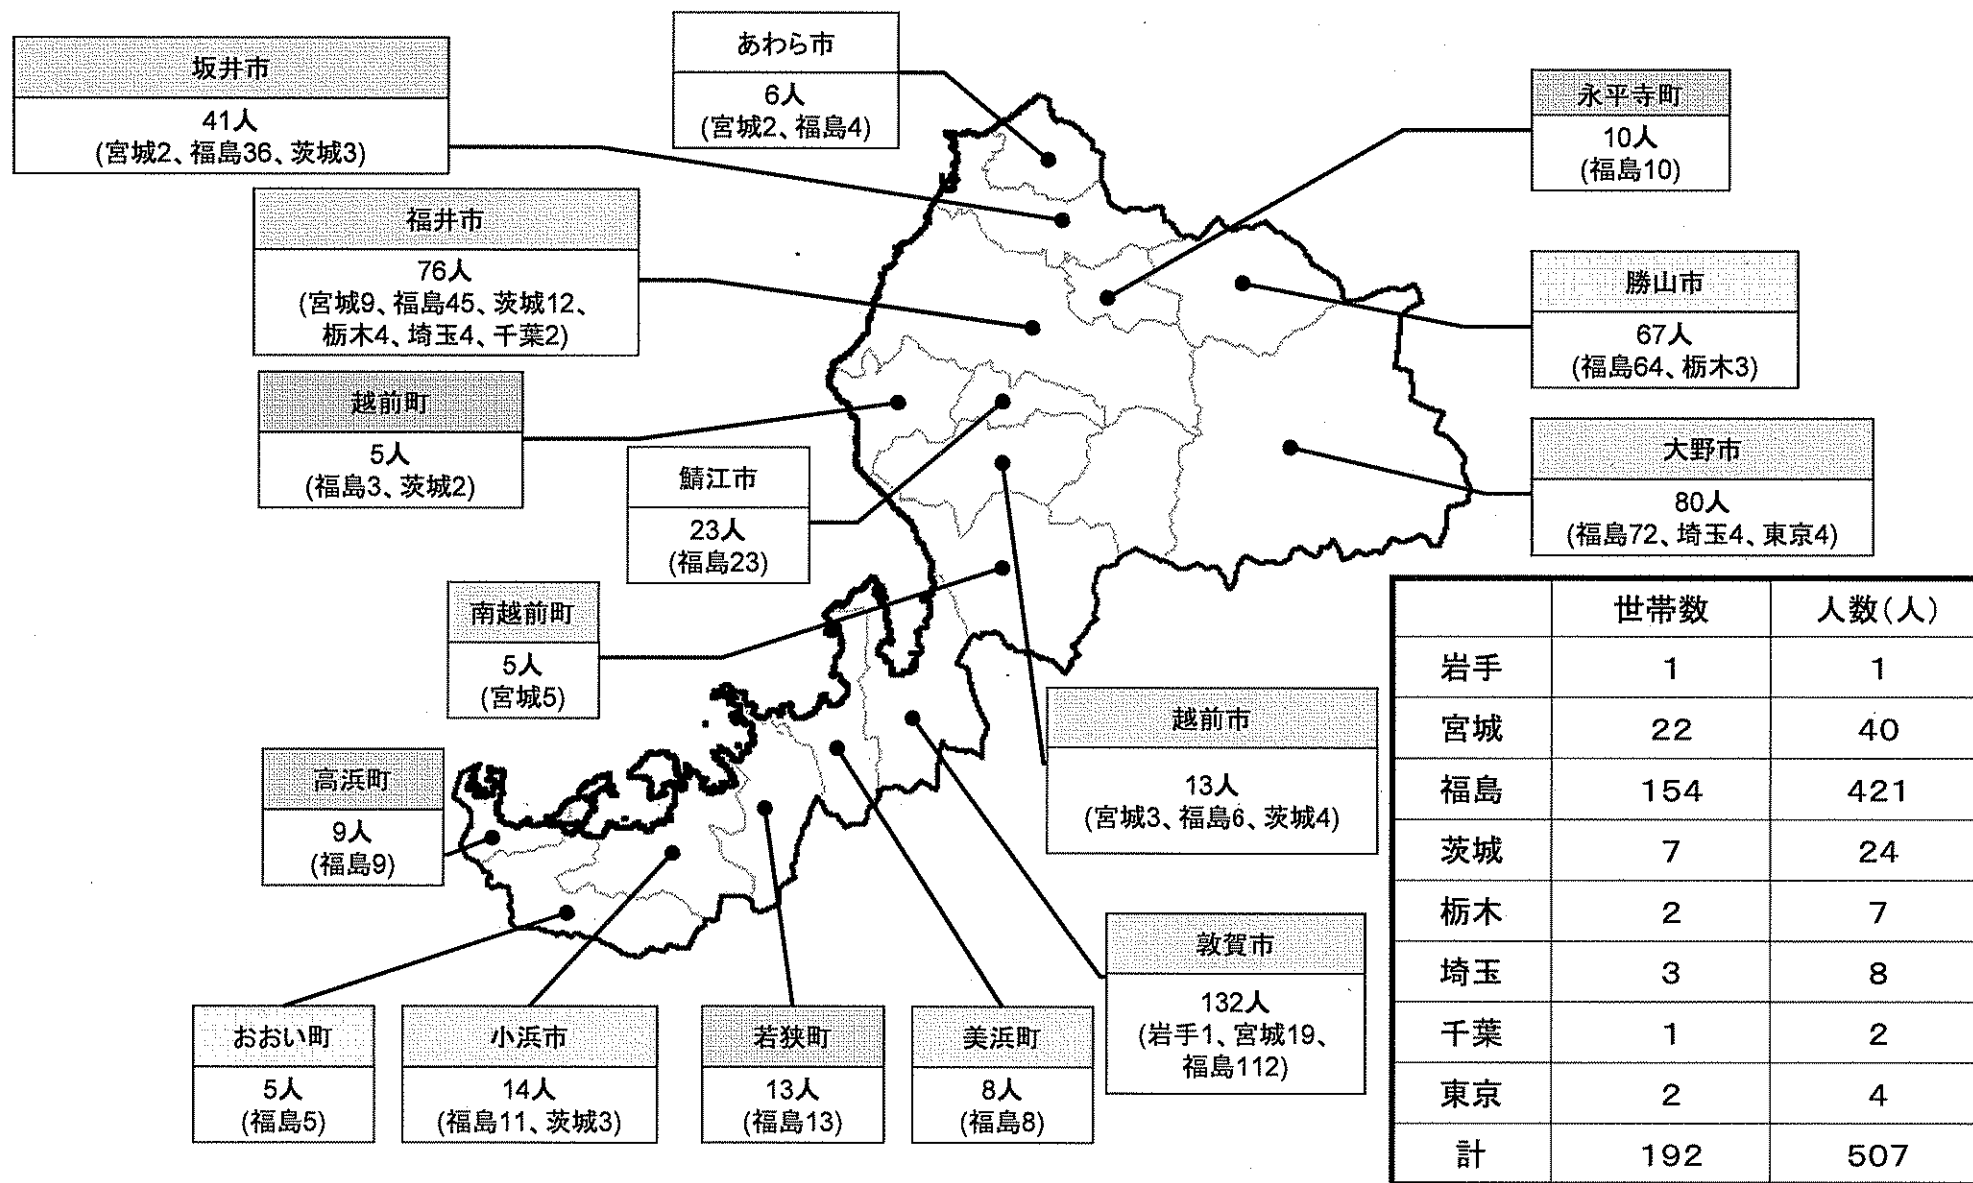 坂井市
41人
(宮城2、福島36、茨城3)
あわら市
6人
(宮城2、福島4)
永平寺町
10人
(福島10)
福井市
76人
(宮城9、福島45、茨城12、
栃木4、埼玉4、千葉2)
勝山市
67人
(福島64、栃木3)
越前町
5人
(福島3、茨城2)
鯖江市
23人
(福島23)
大野市
80人
(福島72、埼玉4、東京4)
南越前町
5人
(宮城5)
越前市
13人
(宮城3、福島6、茨城4)
高浜町
9人
(福島9)
敦賀市
132人
(岩手1、宮城19、
福島112)
おおい町
5人
(福島5)
小浜市
14人
(福島11、茨城3)
若狭町
13人
(福島13)
美浜町
8人
(福島8)
世帯数 人数(人)
岩手 1 1
宮城 22 40
福島 154 421
茨城 7 24
栃木 2 7
埼玉 3 8
千葉 1 2
東京 2 4
計 192 507